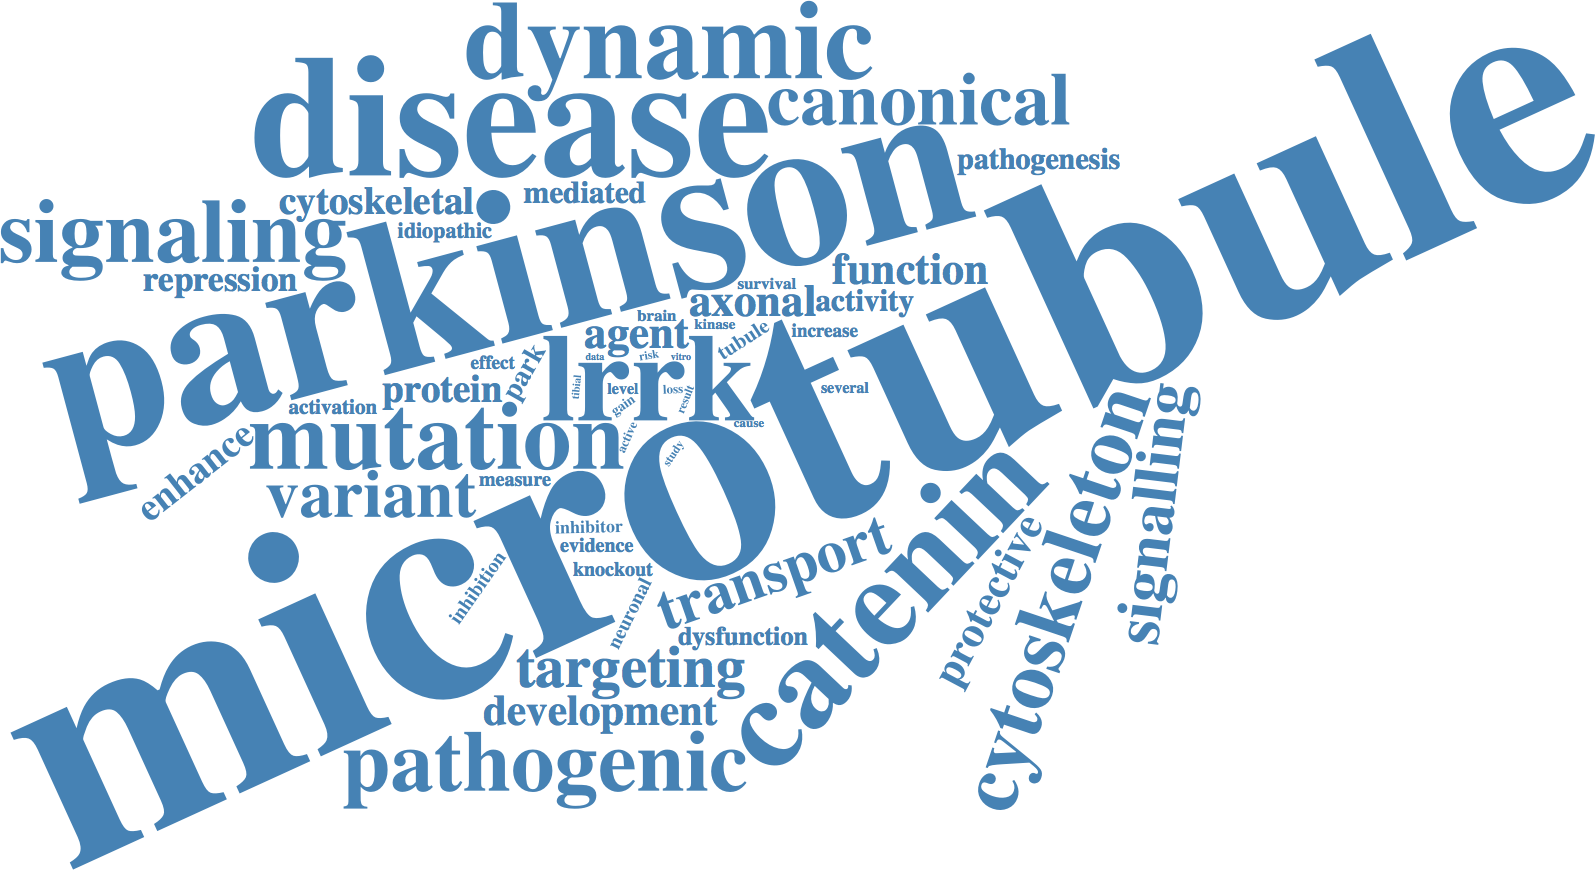 dynamic
disease
canonical
pathogenesis
cytoskeletal
mediated
signaling
idiopathic
repression
parkinson
microtubule
function
survival
axonal
activity
brain
kinase
agent
tubule
increase
effect
park
data
risk
vitro
lrrk
protein
tibial
level
loss
result
gain
several
activation
mutation
active
cause
study
enhance
variant
measure
catenin
cytoskeleton
signalling
inhibitor
evidence
knockout
inhibition
neuronal
transport
protective
dysfunction
targeting
development
pathogenic